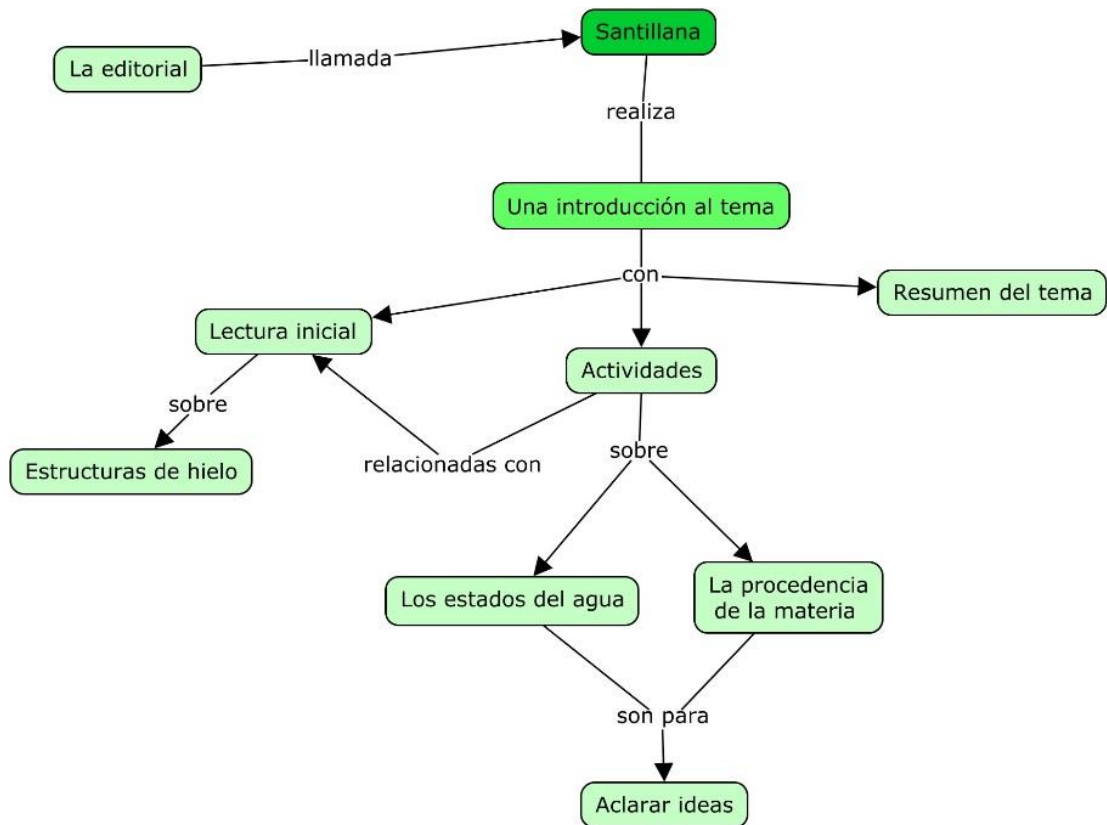 Santillana
La editorial
llamada
realiza
Una introducción al tema
con
Resumen del tema
Lectura inicial
Actividades
sobre
Estructuras de hielo
relacionadas con
sobre
Los estados del agua
La procedencia
de la materia
son para
Aclarar ideas